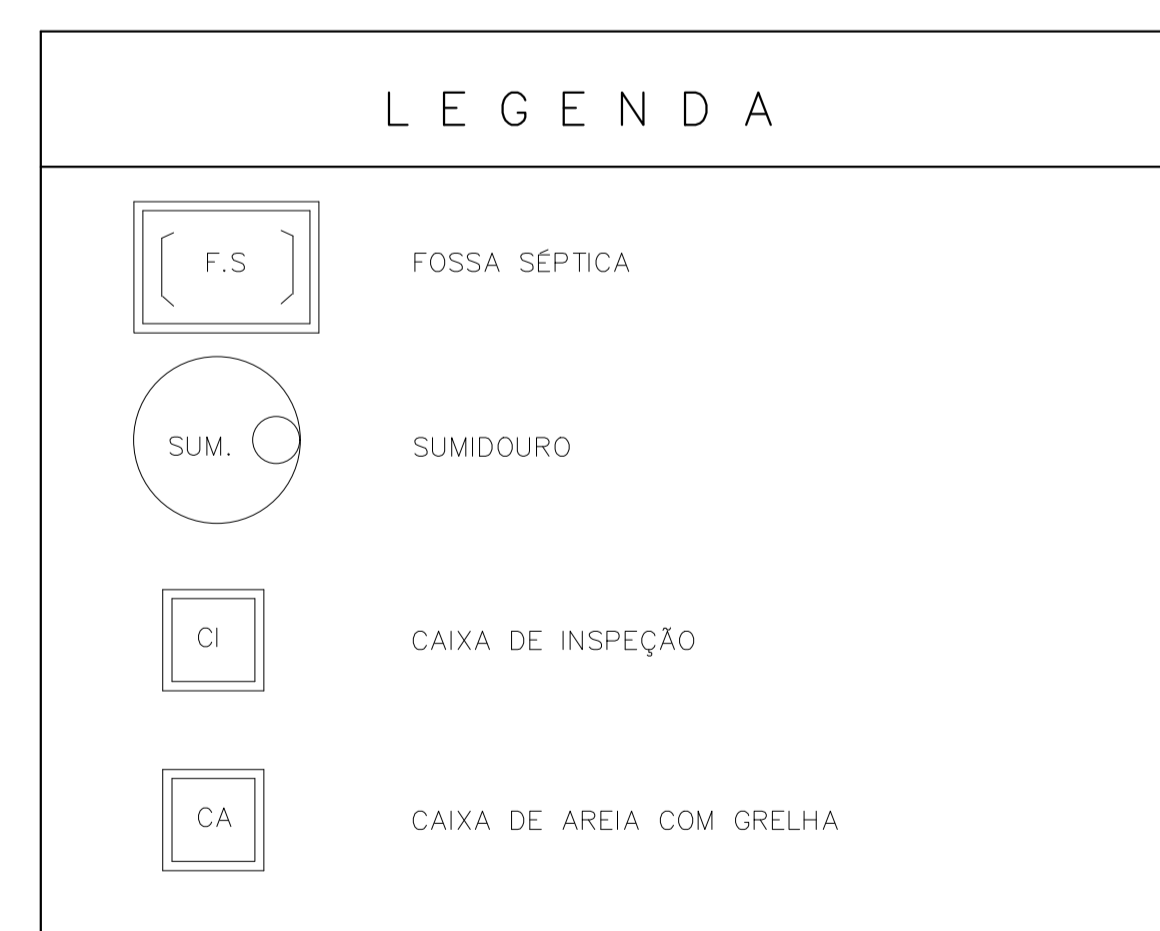 L E G E N D A
F.S
FOSSA SÉPTICA
SUM.
SUMIDOURO
CI
CAIXA DE INSPEÇÃO
CA
CAIXA DE AREIA COM GRELHA